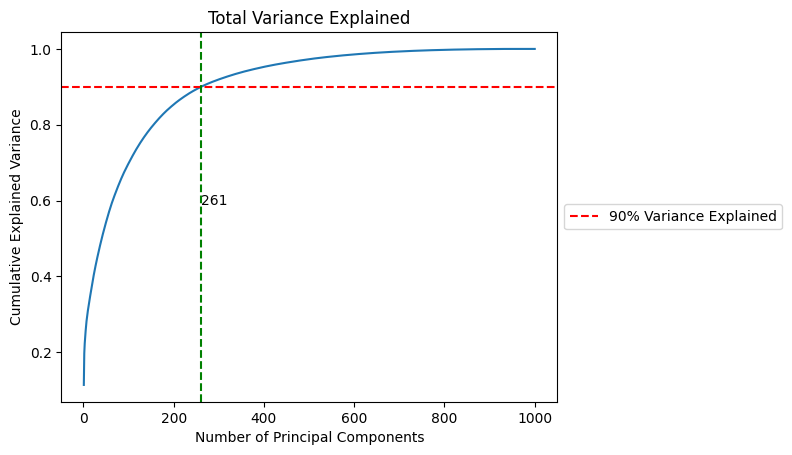 Total Variance Explained
Cumulative Explained Variance
1.0
0.8
0.6
0.4
0.2
261
90% Variance Explained
0 200 400 600 800 1000
Number of Principal Components